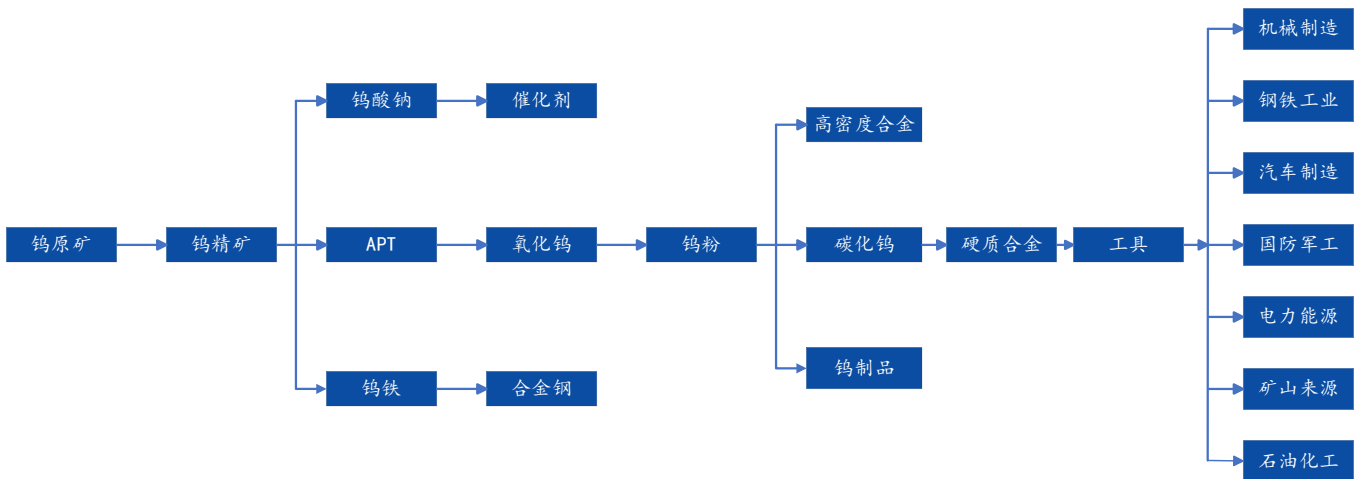 机械制造
钨酸钠
催化剂
钢铁工业
高密度合金
汽车制造
钨原矿
钨精矿
APT
氧化钨
钨粉
碳化钨
硬质合金
工具
国防军工
电力能源
钨铁
合金钢
钨制品
矿山来源
石油化工